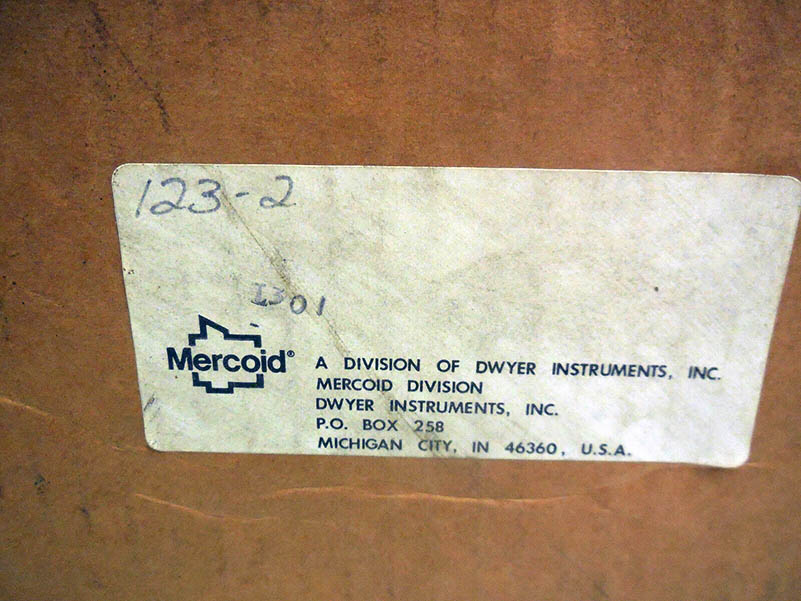 123-2
I301
Mercoid®
A DIVISION OF DWYER INSTRUMENTS, INC.
MERCOID DIVISION
DWYER INSTRUMENTS, INC.
P.O. BOX 258
MICHIGAN CITY, IN 46360, U.S.A.